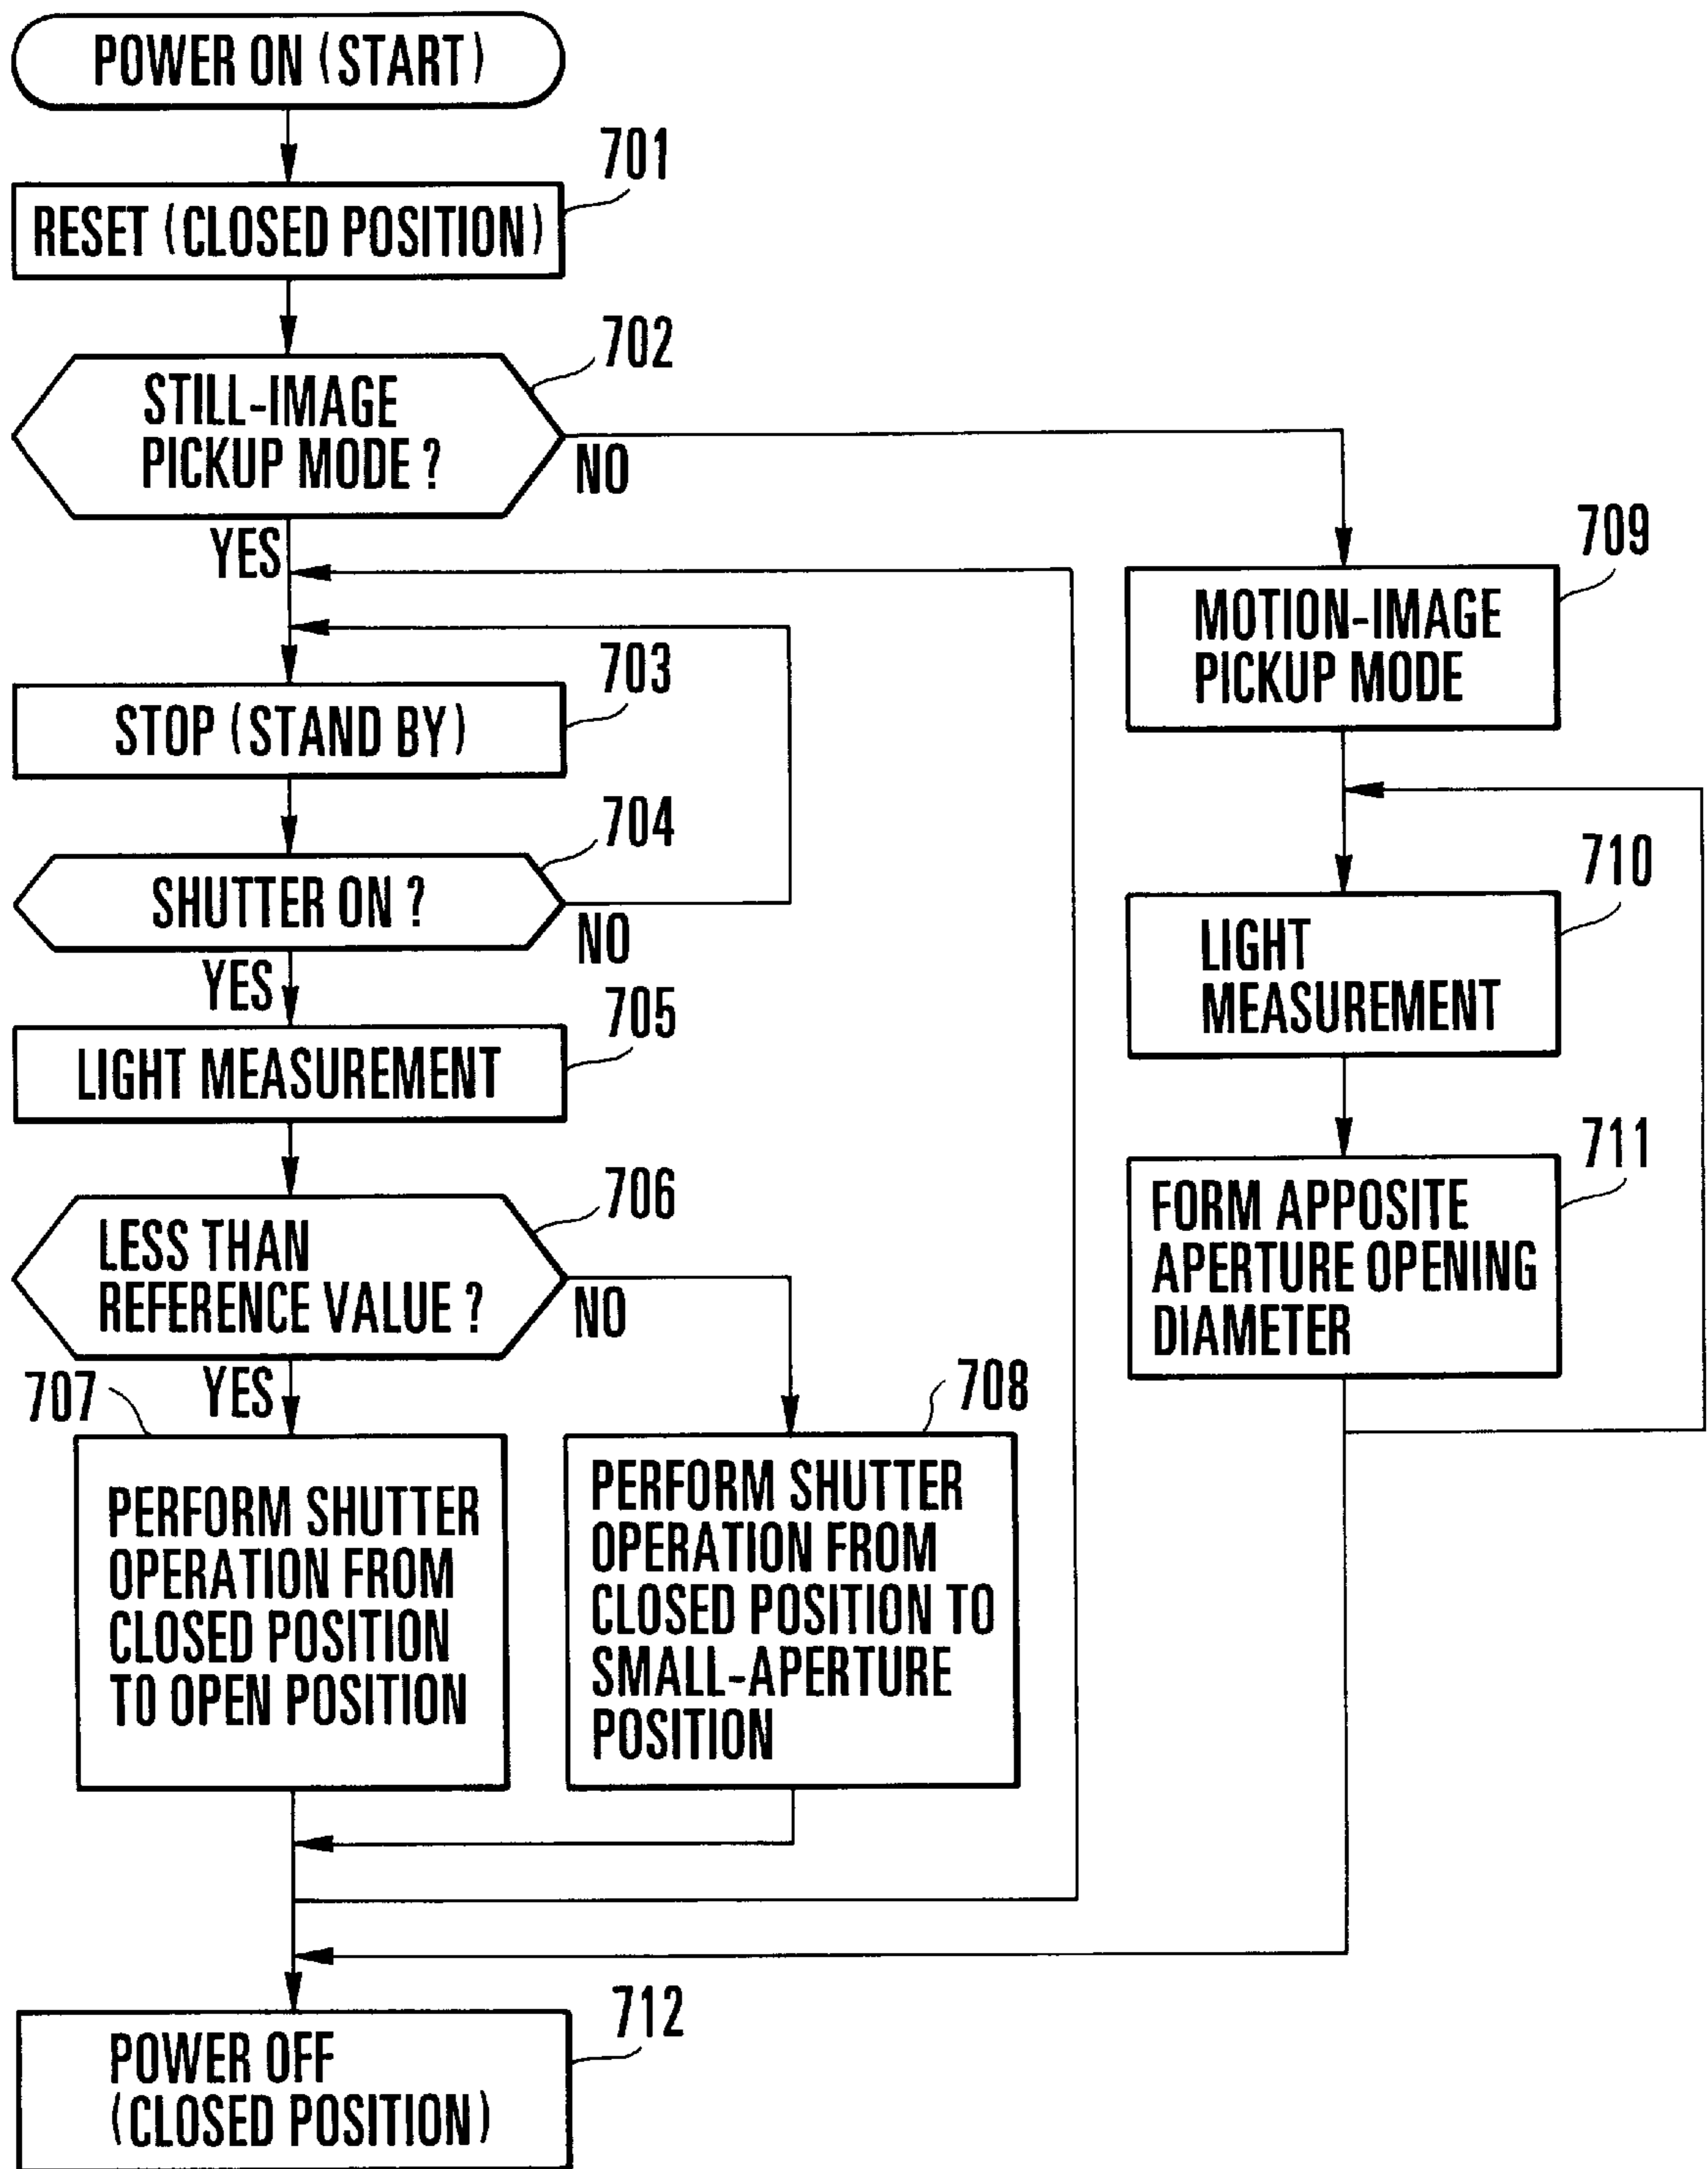 POWER ON (START)
701
RESET (CLOSED POSITION)
702
STILL-IMAGE
PICKUP MODE ?
NO
YES
703
STOP (STAND BY)
704
SHUTTER ON ?
NO
YES
705
LIGHT MEASUREMENT
706
LESS THAN
REFERENCE VALUE ?
NO
YES
707
PERFORM SHUTTER
OPERATION FROM
CLOSED POSITION
TO OPEN POSITION
708
PERFORM SHUTTER
OPERATION FROM
CLOSED POSITION TO
SMALL-APERTURE
POSITION
709
MOTION-IMAGE
PICKUP MODE
710
LIGHT
MEASUREMENT
711
FORM APPOSITE
APERTURE OPENING
DIAMETER
712
POWER OFF
(CLOSED POSITION)